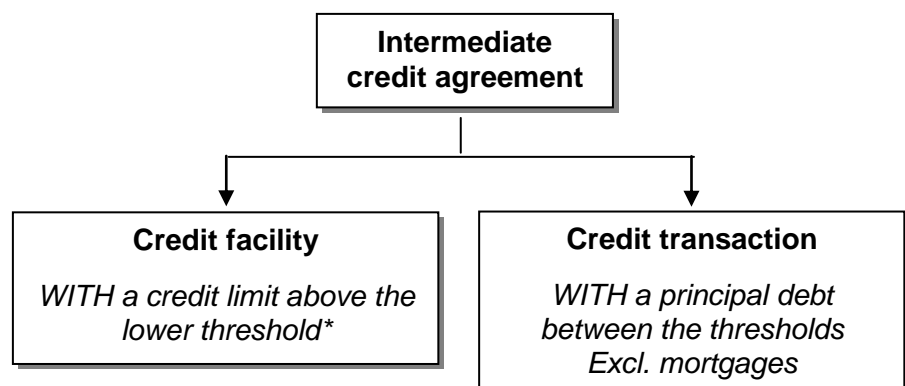 Intermediate
credit agreement
Credit facility
WITH a credit limit above the
lower threshold*
Credit transaction
WITH a principal debt
between the thresholds
Excl. mortgages